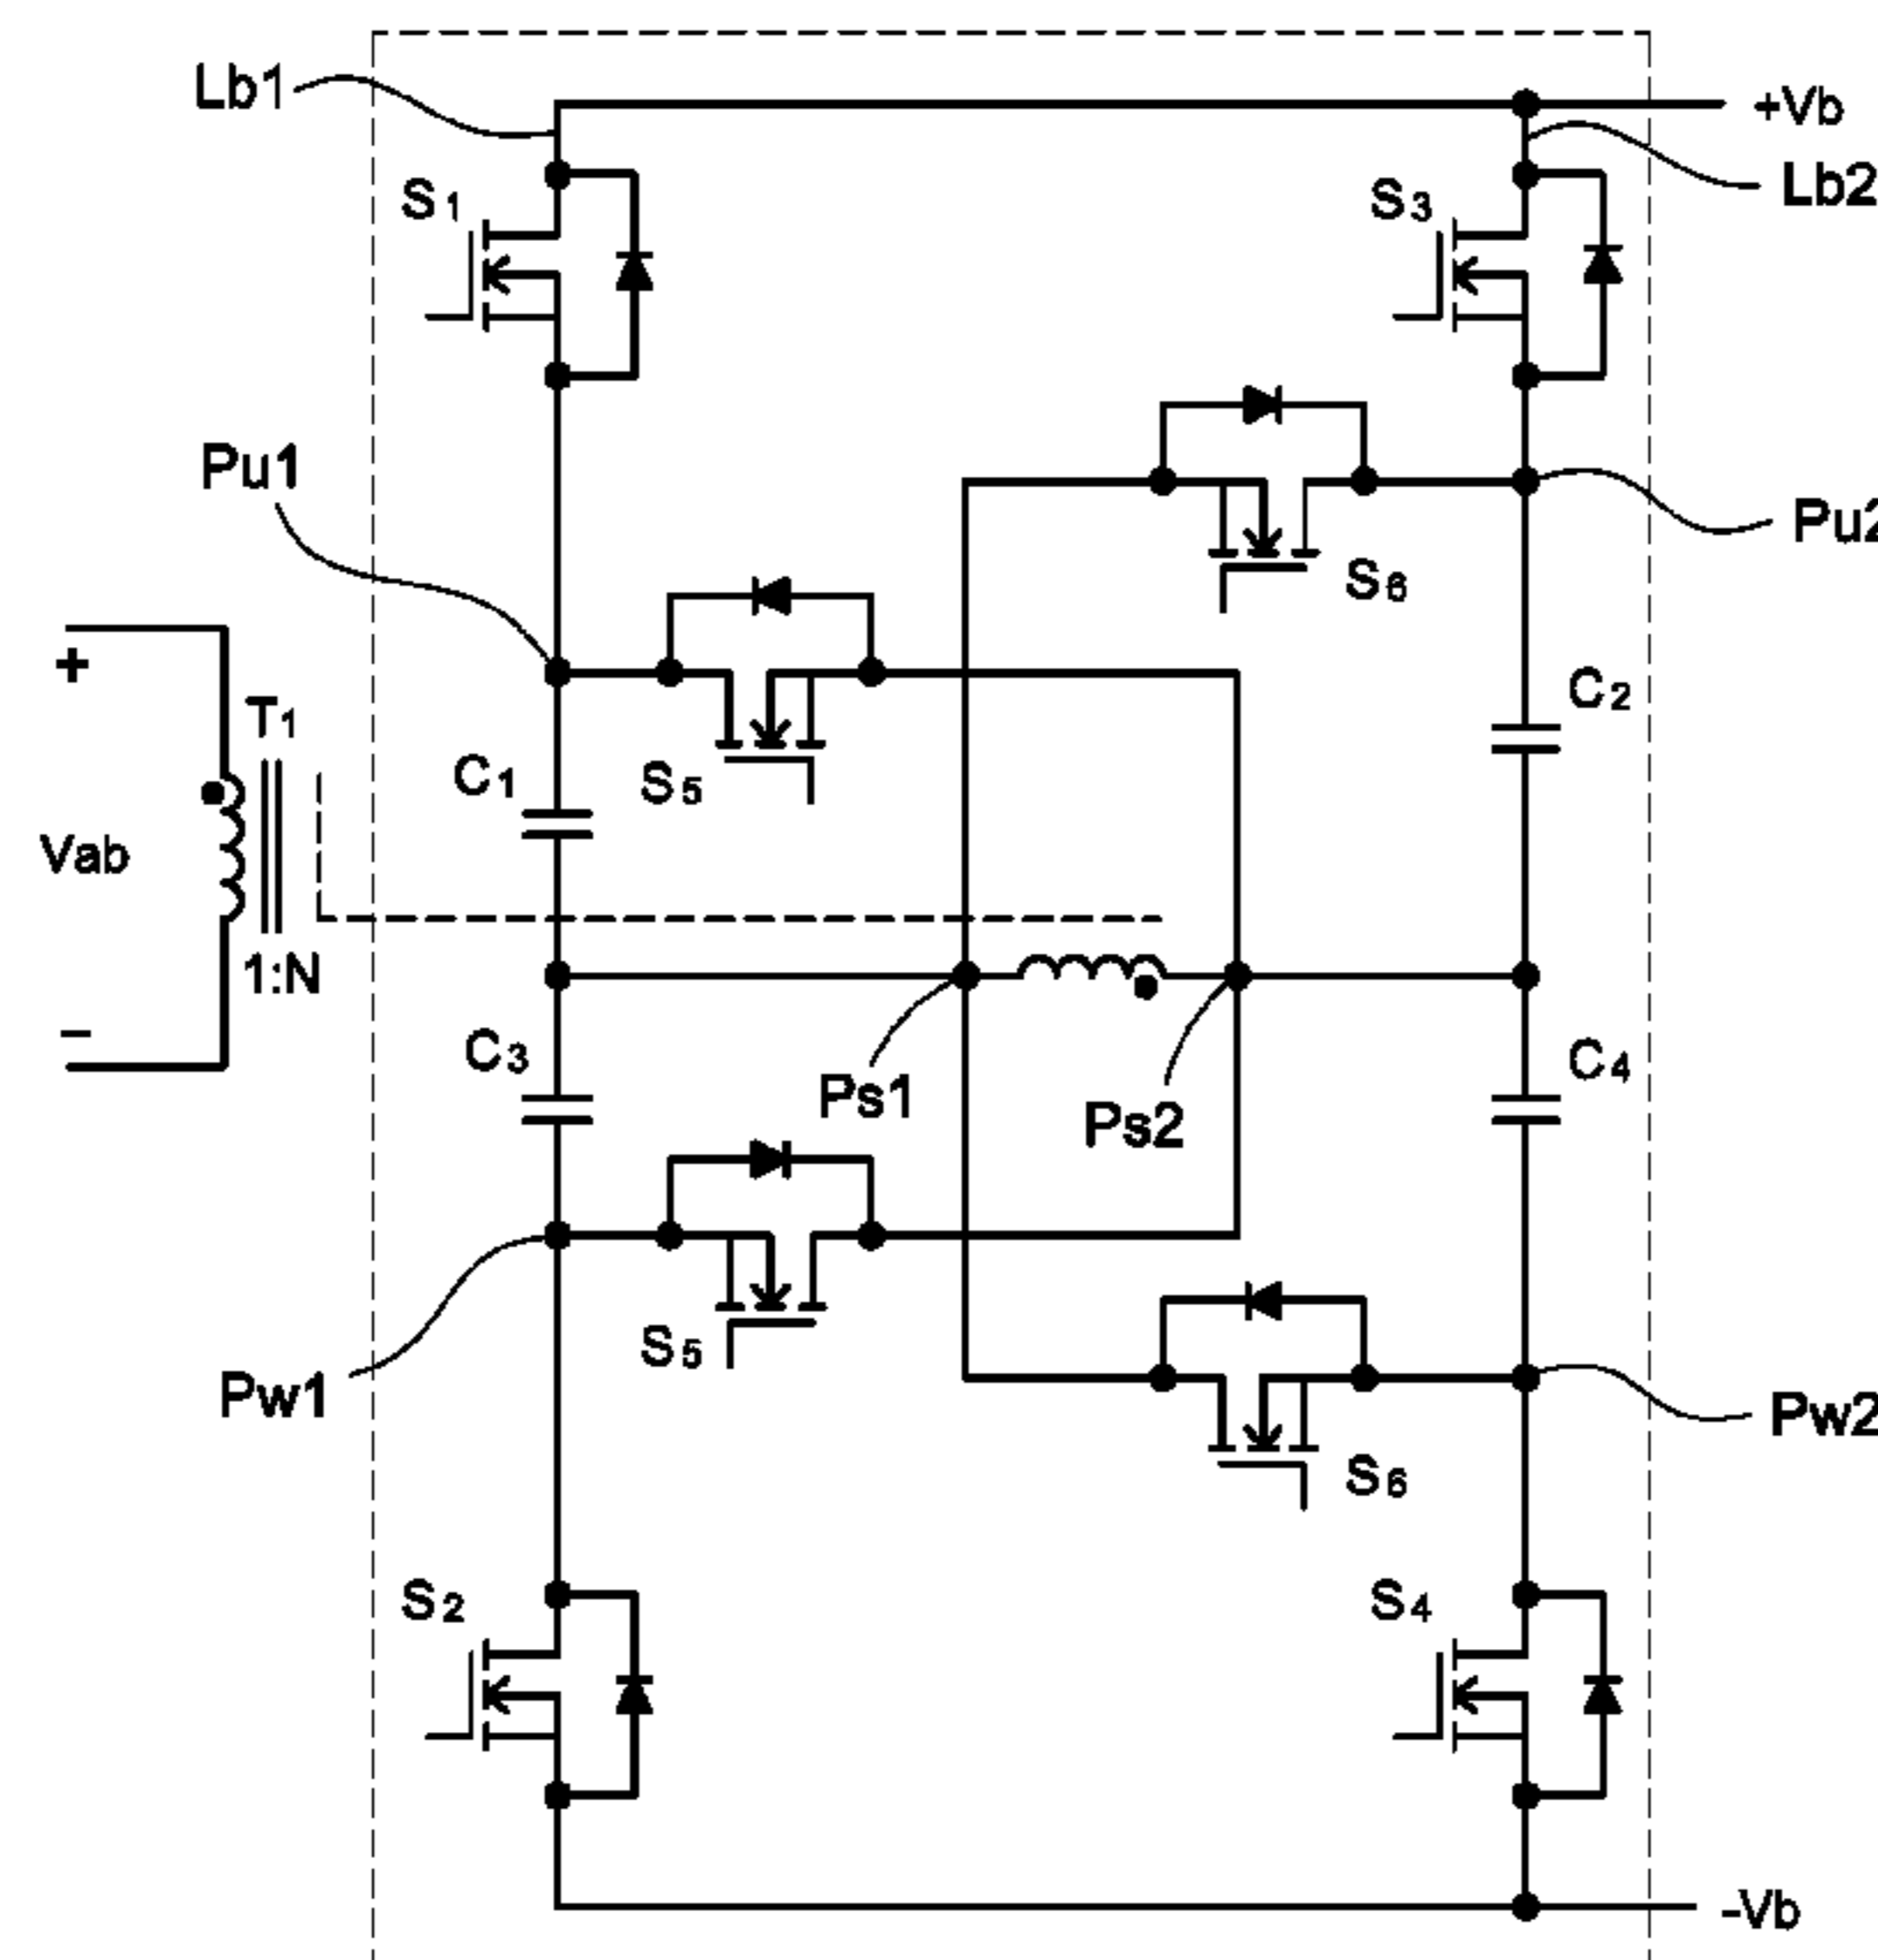 Lb1
+Vb
Lb2
S1
S3
Pu1
Pu2
S6
S5
C2
+
T1
C1
Vab
1:N
C3
C4
Ps1
Ps2
–
S5
Pw1
S6
Pw2
S2
S4
-Vb